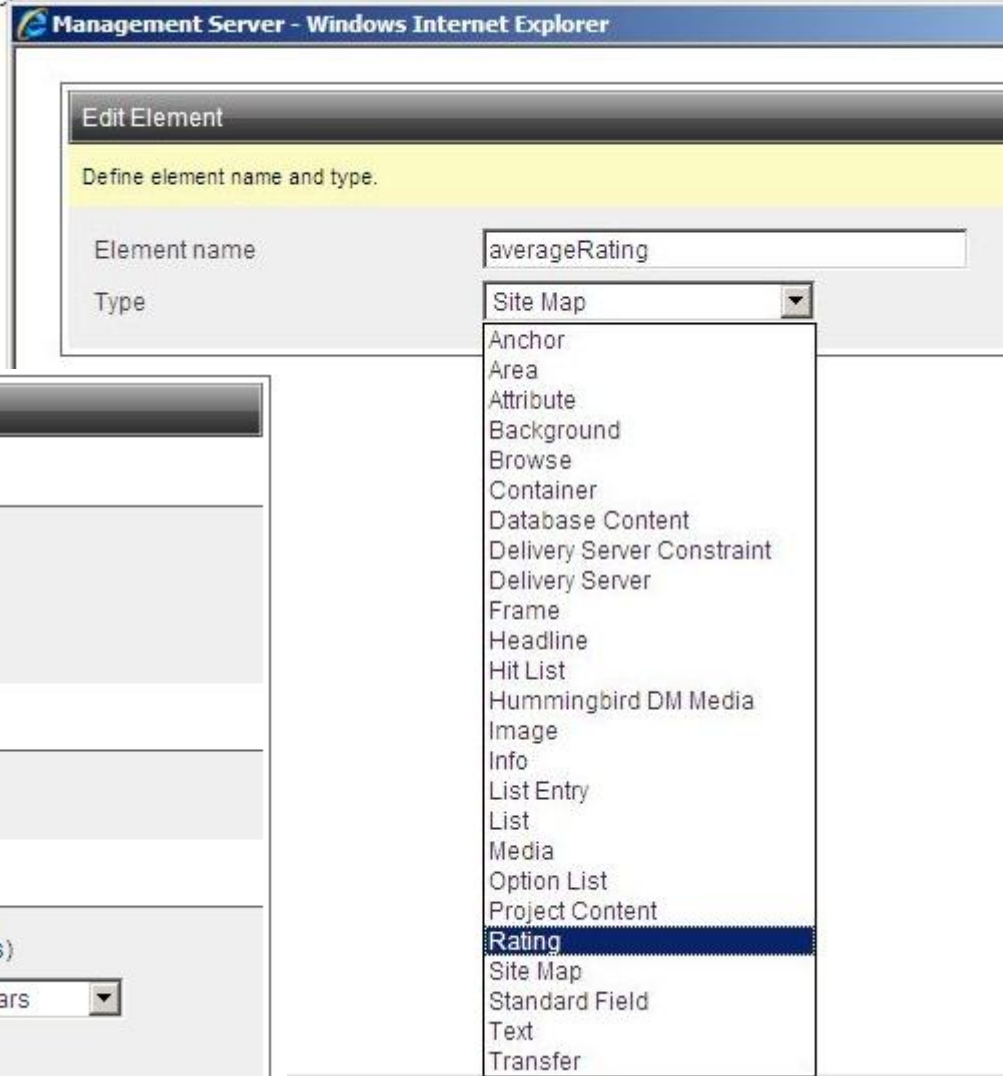 Management Server - Windows Internet Explorer
Edit Element
Define element name and type.
Element name averageRating
Type Site Map
Anchor
Area
Attribute
Background
Browse
Container
Database Content
Delivery Server Constraint
Delivery Server
Frame
Headline
Hit List
Hummingbird DM Media
Image
Info
List Entry
List
Media
Option List
Project Content
Rating
Site Map
Standard Field
Text
Transfer
s)
ars